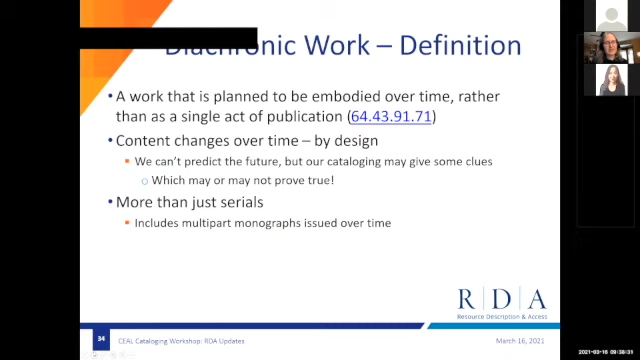 Diachronic Work – Definition
• A work that is planned to be embodied over time, rather
than as a single act of publication (64.43.91.71)
• Content changes over time – by design
▪ We can't predict the future, but our cataloging may give some clues
o Which may or may not prove true!
• More than just serials
▪ Includes multipart monographs issued over time
R | D | A
Resource Description & Access
34
CEAL Cataloging Workshop: RDA Updates
March 16, 2021
2021-03-16 09:38:31